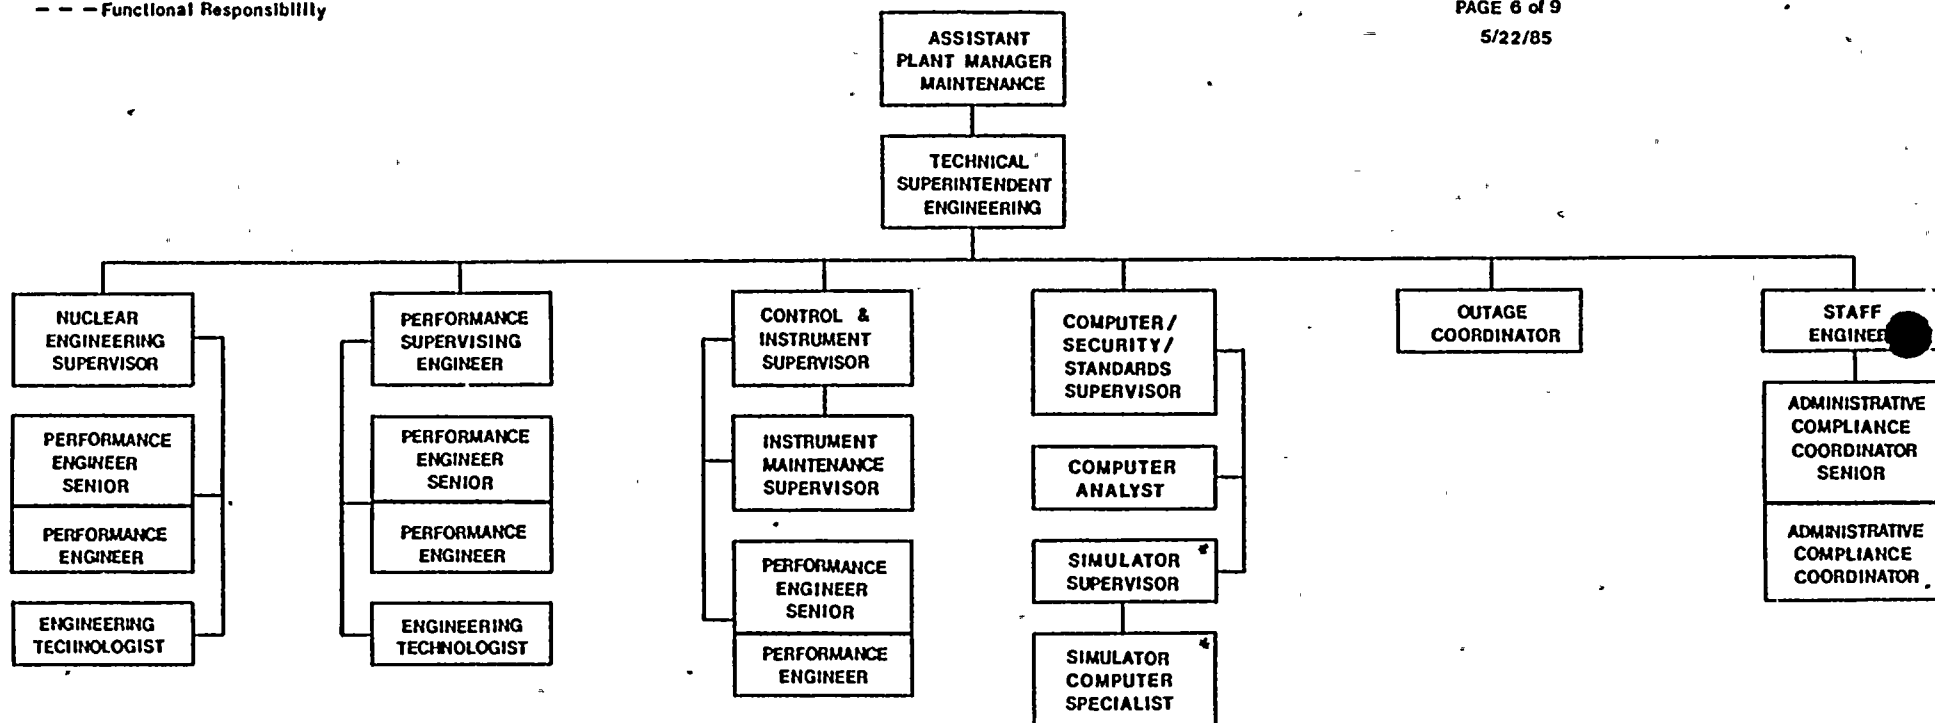 — — — Functional Responsibility
PAGE 6 of 9
5/22/85
ASSISTANT
PLANT MANAGER
MAINTENANCE
TECHNICAL
SUPERINTENDENT
ENGINEERING
NUCLEAR
ENGINEERING
SUPERVISOR
PERFORMANCE
ENGINEER
SENIOR
PERFORMANCE
ENGINEER
ENGINEERING
TECHNOLOGIST
PERFORMANCE
SUPERVISING
ENGINEER
PERFORMANCE
ENGINEER
SENIOR
PERFORMANCE
ENGINEER
ENGINEERING
TECHNOLOGIST
CONTROL &
INSTRUMENT
SUPERVISOR
INSTRUMENT
MAINTENANCE
SUPERVISOR
PERFORMANCE
ENGINEER
SENIOR
PERFORMANCE
ENGINEER
COMPUTER/
SECURITY/
STANDARDS
SUPERVISOR
COMPUTER
ANALYST
SIMULATOR *
SUPERVISOR
SIMULATOR *
COMPUTER
SPECIALIST
OUTAGE
COORDINATOR
STAFF
ENGINEE
ADMINISTRATIVE
COMPLIANCE
COORDINATOR
SENIOR
ADMINISTRATIVE
COMPLIANCE
COORDINATOR